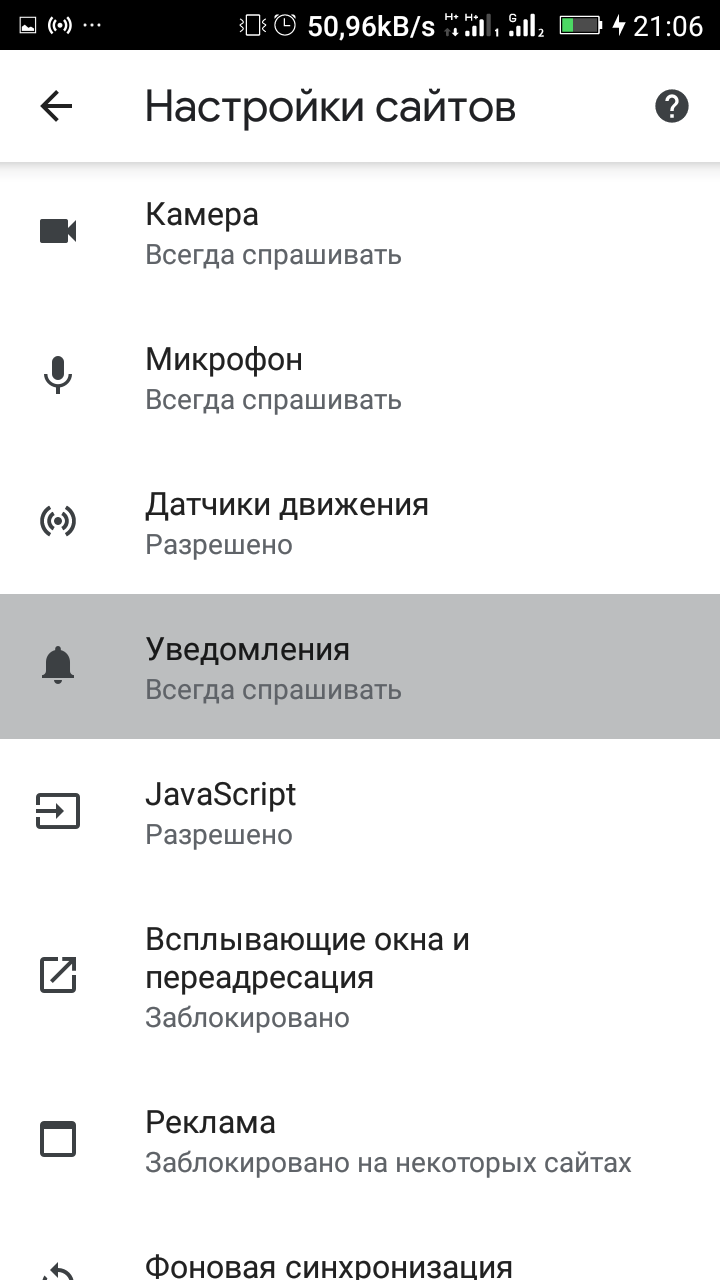 50,96kB/s H+ H+ 1 G 2 21:06
Настройки сайтов
Камера
Всегда спрашивать
Микрофон
Всегда спрашивать
Датчики движения
Разрешено
Уведомления
Всегда спрашивать
JavaScript
Разрешено
Всплывающие окна и
переадресация
Заблокировано
Реклама
Заблокировано на некоторых сайтах
Фоновая синхронизация